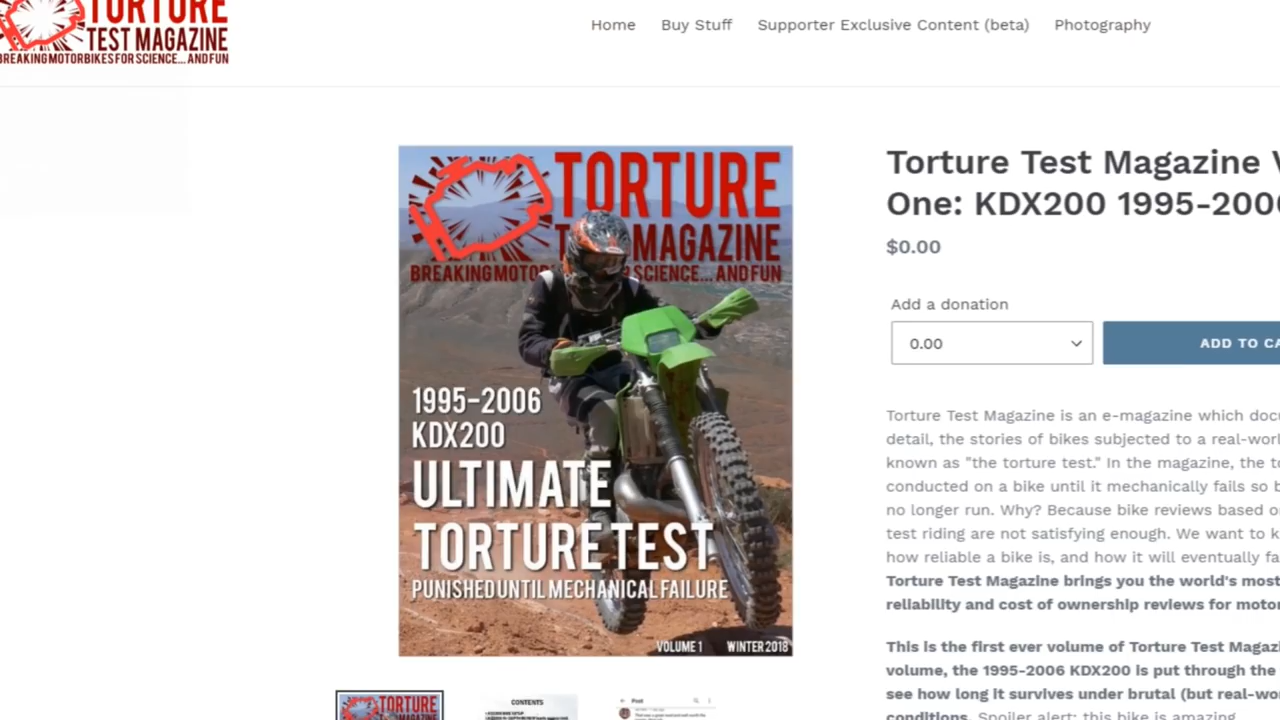 TORTURE
TEST MAGAZINE
BREAKING MOTORBIKES FOR SCIENCE... AND FUN
Home Buy Stuff Supporter Exclusive Content (beta) Photography
TORTURE
MAGAZINE
SCIENCE... AND FUN
1995-2006
KDX200
ULTIMATE
TORTURE TEST
PUNISHED UNTIL MECHANICAL FAILURE
VOLUME 1 WINTER 2018
Torture Test Magazine V
One: KDX200 1995-200
$0.00
Add a donation
0.00
ADD TO CA
Torture Test Magazine is an e-magazine which doc
detail, the stories of bikes subjected to a real-worl
known as "the torture test." In the magazine, the to
conducted on a bike until it mechanically fails so b
no longer run. Why? Because bike reviews based o
test riding are not satisfying enough. We want to k
how reliable a bike is, and how it will eventually fa
Torture Test Magazine brings you the world's most
reliability and cost of ownership reviews for motor
This is the first ever volume of Torture Test Magaz
volume, the 1995-2006 KDX200 is put through the
see how long it survives under brutal (but real-wo
conditions. Spoiler alert: this bike is amazing
TORTURE
MAGAZINE
CONTENTS
Post